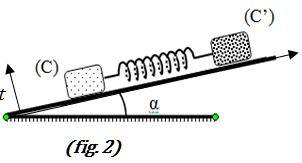 (C')
(C)
t
α
(fig. 2)